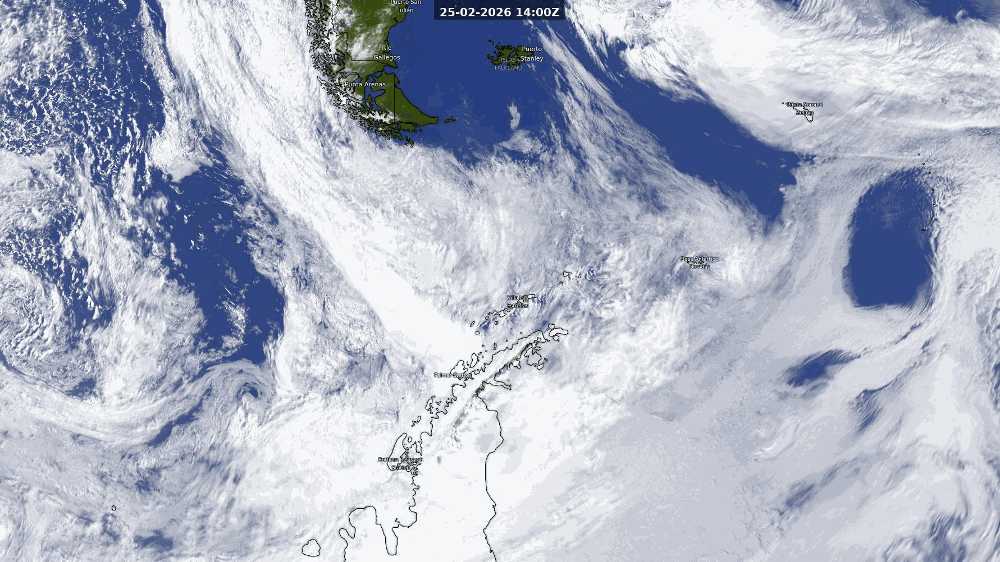 Puerto San
Julián
25-02-2026 14:00Z
Río
Gallegos
Puerto
Stanley
ISLAS
FALKLAND
Punta Arenas
Punta Coronel
Zelaya
Base Antartica
Orcadas
Villa Las
Estrellas
Palmer Station
Rothera Research
Station